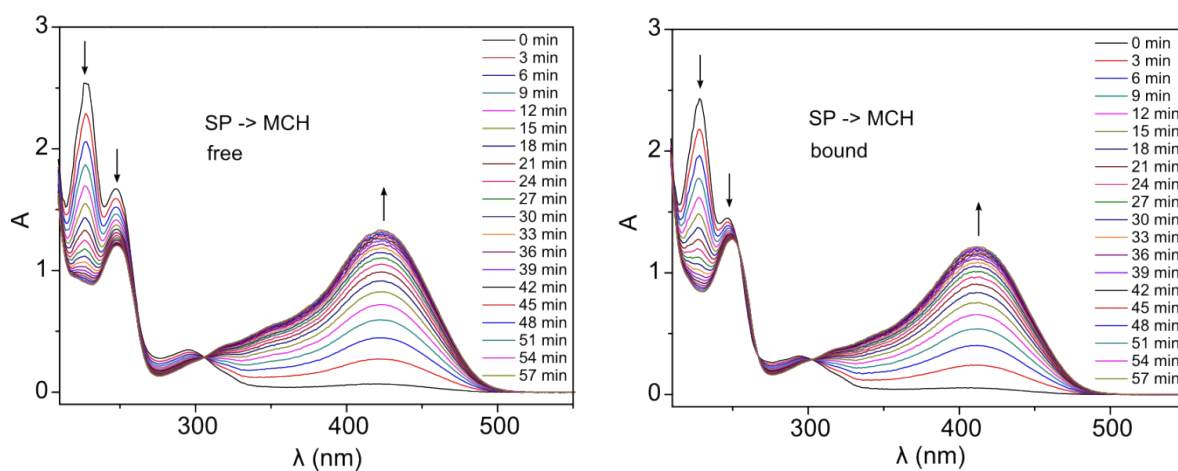 3
2
1
0
A
300
400
500
λ (nm)
SP -> MCH
free
0 min
3 min
6 min
9 min
12 min
15 min
18 min
21 min
24 min
27 min
30 min
33 min
36 min
39 min
42 min
45 min
48 min
51 min
54 min
57 min
3
2
1
0
A
300
400
500
λ (nm)
SP -> MCH
bound
0 min
3 min
6 min
9 min
12 min
15 min
18 min
21 min
24 min
27 min
30 min
33 min
36 min
39 min
42 min
45 min
48 min
51 min
54 min
57 min